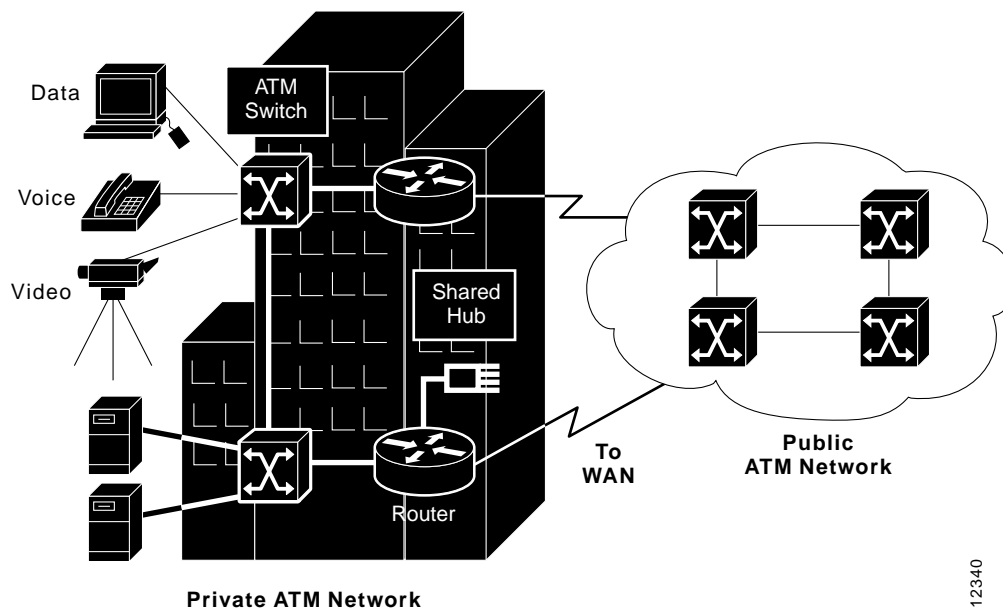 Data
ATM
Switch
Voice
Video
Shared
Hub
To
WAN
Public
ATM Network
Router
Private ATM Network
12340